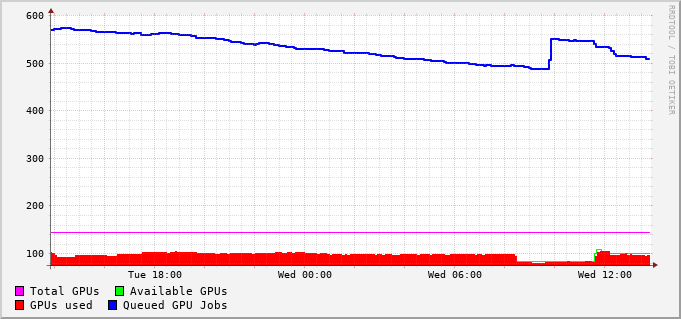 600
500
400
300
200
100
Tue 18:00 Wed 00:00 Wed 06:00 Wed 12:00
Total GPUs Available GPUs
GPUs used Queued GPU Jobs
RRDTOOL / TOBI OETIKER